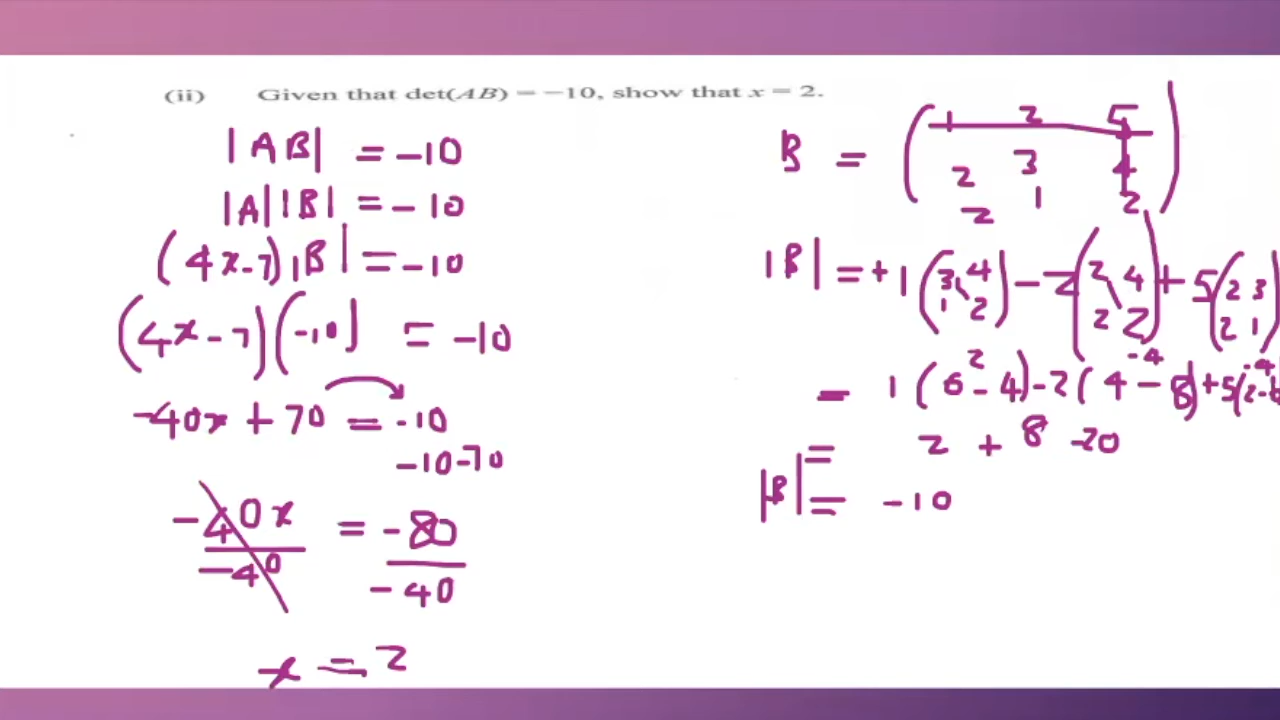 (ii) Given that det(AB) = −10, show that x = 2.
|AB| = -10
|A||B| = -10
(4x-7)|B| = -10
(4x-7)(-10) = -10
-40x + 70 = -10
-10-70
-40x = -80
-40 -40
x = 2
B = ( 1 2 5
2 3 4
2 1 2 )
|B| = +1 ( 3 4 ) - 2 ( 2 4 ) + 5 ( 2 3 )
1 2 2 2 2 1
2 -4 -4
= 1 (6-4) -2 (4-8) +5(2-6
= 2 + 8 -20
|B| = -10